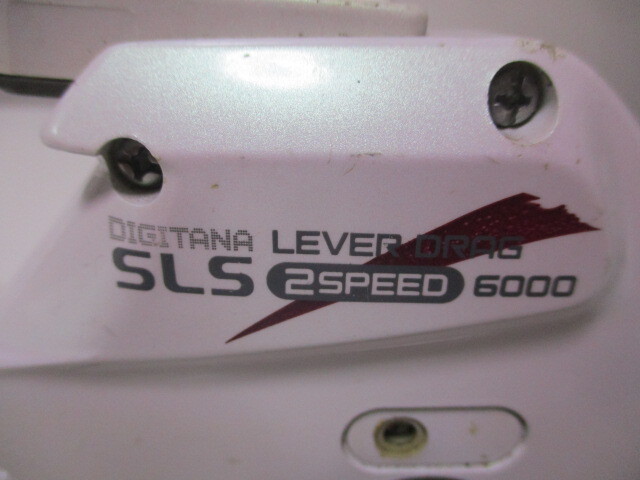 DIGITANA LEVER DRAG
SLS 2SPEED 6000